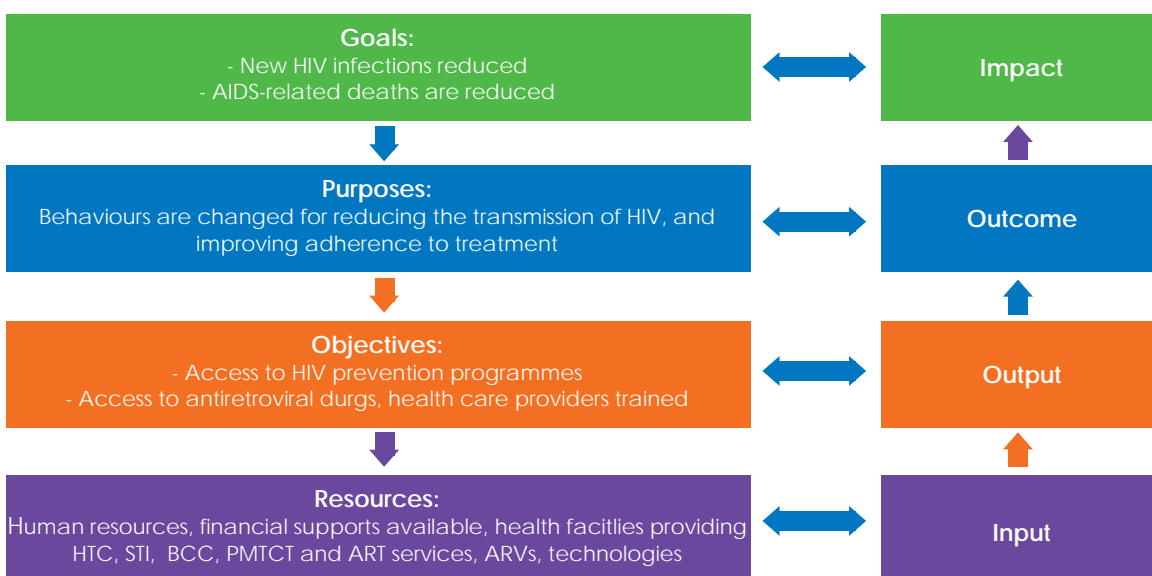 Goals:
- New HIV infections reduced
- AIDS-related deaths are reduced
Impact
Purposes:
Behaviours are changed for reducing the transmission of HIV, and
improving adherence to treatment
Outcome
Objectives:
- Access to HIV prevention programmes
- Access to antiretroviral durgs, health care providers trained
Output
Resources:
Human resources, financial supports available, health facitlies providing
HTC, STI, BCC, PMTCT and ART services, ARVs, technologies
Input